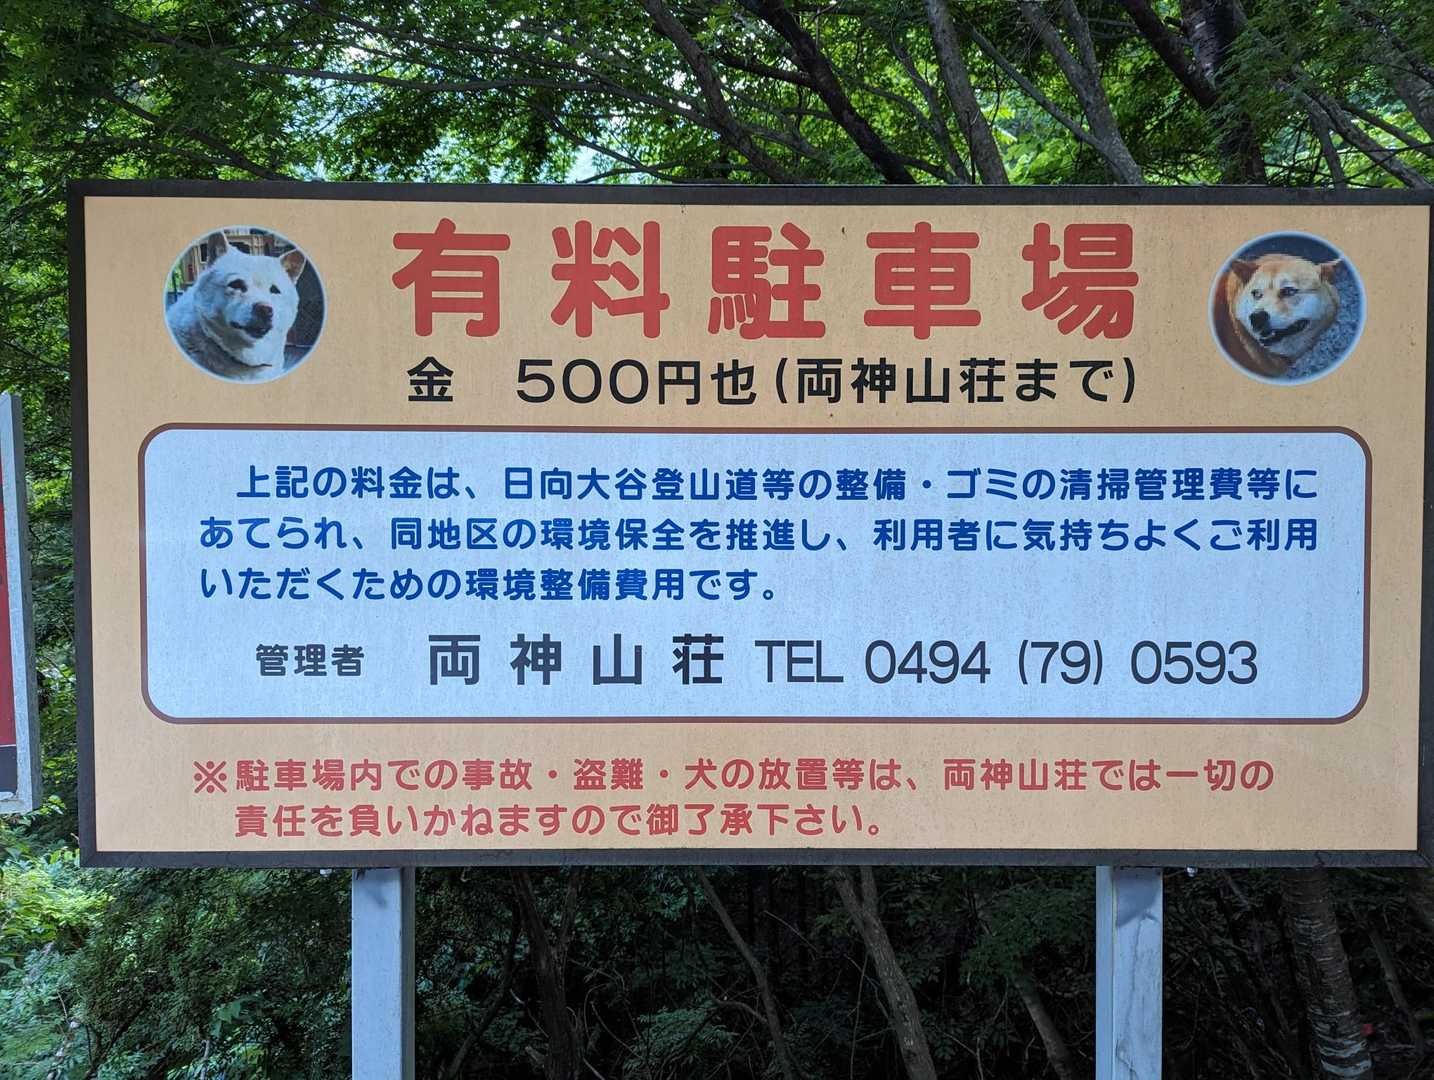 有料駐車場
金 500円也(両神山荘まで)
上記の料金は、日向大谷登山道等の整備・ゴミの清掃管理費等に
あてられ、同地区の環境保全を推進し、利用者に気持ちよくご利用
いただくための環境整備費用です。
管理者 両神山荘 TEL 0494 (79) 0593
※駐車場内での事故・盗難・犬の放置等は、両神山荘では一切の
責任を負いかねますので御了承下さい。